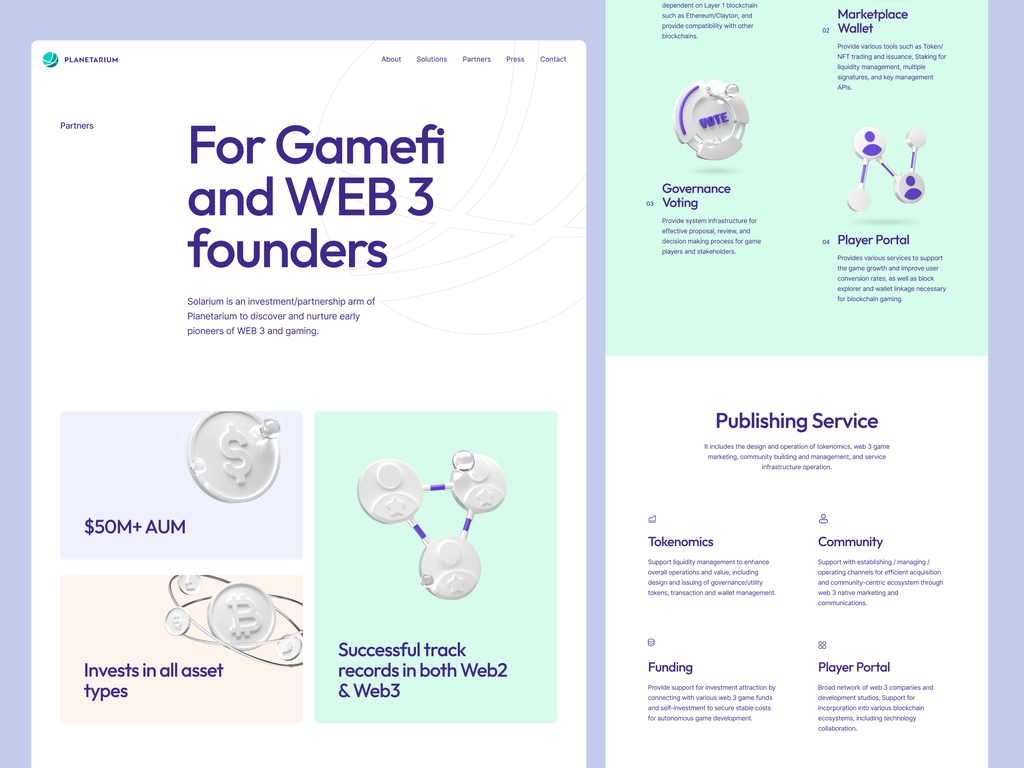 PLANETARIUM
About Solutions Partners Press Contact
Partners
For Gamefi
and WEB 3
founders
Solarium is an investment/partnership arm of
Planetarium to discover and nurture early
pioneers of WEB 3 and gaming.
$50M+ AUM
Invests in all asset
types
Successful track
records in both Web2
& Web3
dependent on Layer 1 blockchain
such as Ethereum/Clayton, and
provide compatibility with other
blockchains.
02
Marketplace
Wallet
Provide various tools such as Token/
NFT trading and issuance, Staking for
liquidity management, multiple
signatures, and key management
APIs.
VOTE
03
Governance
Voting
Provide system infrastructure for
effective proposal, review, and
decision making process for game
players and stakeholders.
04
Player Portal
Provides various services to support
the game growth and improve user
conversion rates, as well as block
explorer and wallet linkage necessary
for blockchain gaming.
Publishing Service
It includes the design and operation of tokenomics, web 3 game
marketing, community building and management, and service
infrastructure operation.
Tokenomics
Support liquidity management to enhance
overall operations and value, including
design and issuing of governance/utility
tokens, transaction and wallet management.
Community
Support with establishing / managing /
operating channels for efficient acquisition
and community-centric ecosystem through
web 3 native marketing and
communications.
Funding
Provide support for investment attraction by
connecting with various web 3 game funds
and self-investment to secure stable costs
for autonomous game development.
Player Portal
Broad network of web 3 companies and
development studios. Support for
incorporation into various blockchain
ecosystems, including technology
collaboration.